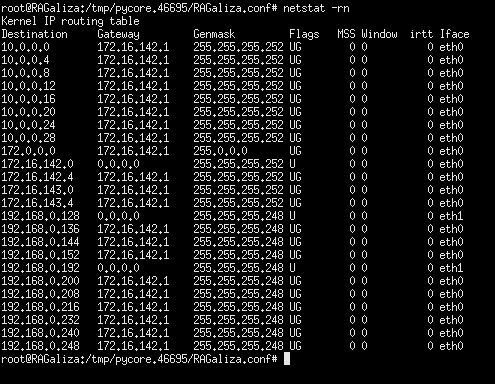 root@RAGaliza:/tmp/pycore.46695/RAGaliza.conf# netstat -rn
Kernel IP routing table
Destination     Gateway         Genmask         Flags   MSS Window  irtt Iface
10.0.0.0        172.16.142.1    255.255.255.252 UG        0 0          0 eth0
10.0.0.4        172.16.142.1    255.255.255.252 UG        0 0          0 eth0
10.0.0.8        172.16.142.1    255.255.255.252 UG        0 0          0 eth0
10.0.0.12       172.16.142.1    255.255.255.252 UG        0 0          0 eth0
10.0.0.16       172.16.142.1    255.255.255.252 UG        0 0          0 eth0
10.0.0.20       172.16.142.1    255.255.255.252 UG        0 0          0 eth0
10.0.0.24       172.16.142.1    255.255.255.252 UG        0 0          0 eth0
10.0.0.28       172.16.142.1    255.255.255.252 UG        0 0          0 eth0
172.0.0.0       172.16.142.1    255.0.0.0       UG        0 0          0 eth0
172.16.142.0    0.0.0.0         255.255.255.252 U         0 0          0 eth0
172.16.142.4    172.16.142.1    255.255.255.252 UG        0 0          0 eth0
172.16.143.0    172.16.142.1    255.255.255.252 UG        0 0          0 eth0
172.16.143.4    172.16.142.1    255.255.255.252 UG        0 0          0 eth0
192.168.0.128   0.0.0.0         255.255.255.248 U         0 0          0 eth1
192.168.0.136   172.16.142.1    255.255.255.248 UG        0 0          0 eth0
192.168.0.144   172.16.142.1    255.255.255.248 UG        0 0          0 eth0
192.168.0.152   172.16.142.1    255.255.255.248 UG        0 0          0 eth0
192.168.0.192   0.0.0.0         255.255.255.248 U         0 0          0 eth1
192.168.0.200   172.16.142.1    255.255.255.248 UG        0 0          0 eth0
192.168.0.208   172.16.142.1    255.255.255.248 UG        0 0          0 eth0
192.168.0.216   172.16.142.1    255.255.255.248 UG        0 0          0 eth0
192.168.0.232   172.16.142.1    255.255.255.248 UG        0 0          0 eth0
192.168.0.240   172.16.142.1    255.255.255.248 UG        0 0          0 eth0
192.168.0.248   172.16.142.1    255.255.255.248 UG        0 0          0 eth0
root@RAGaliza:/tmp/pycore.46695/RAGaliza.conf#